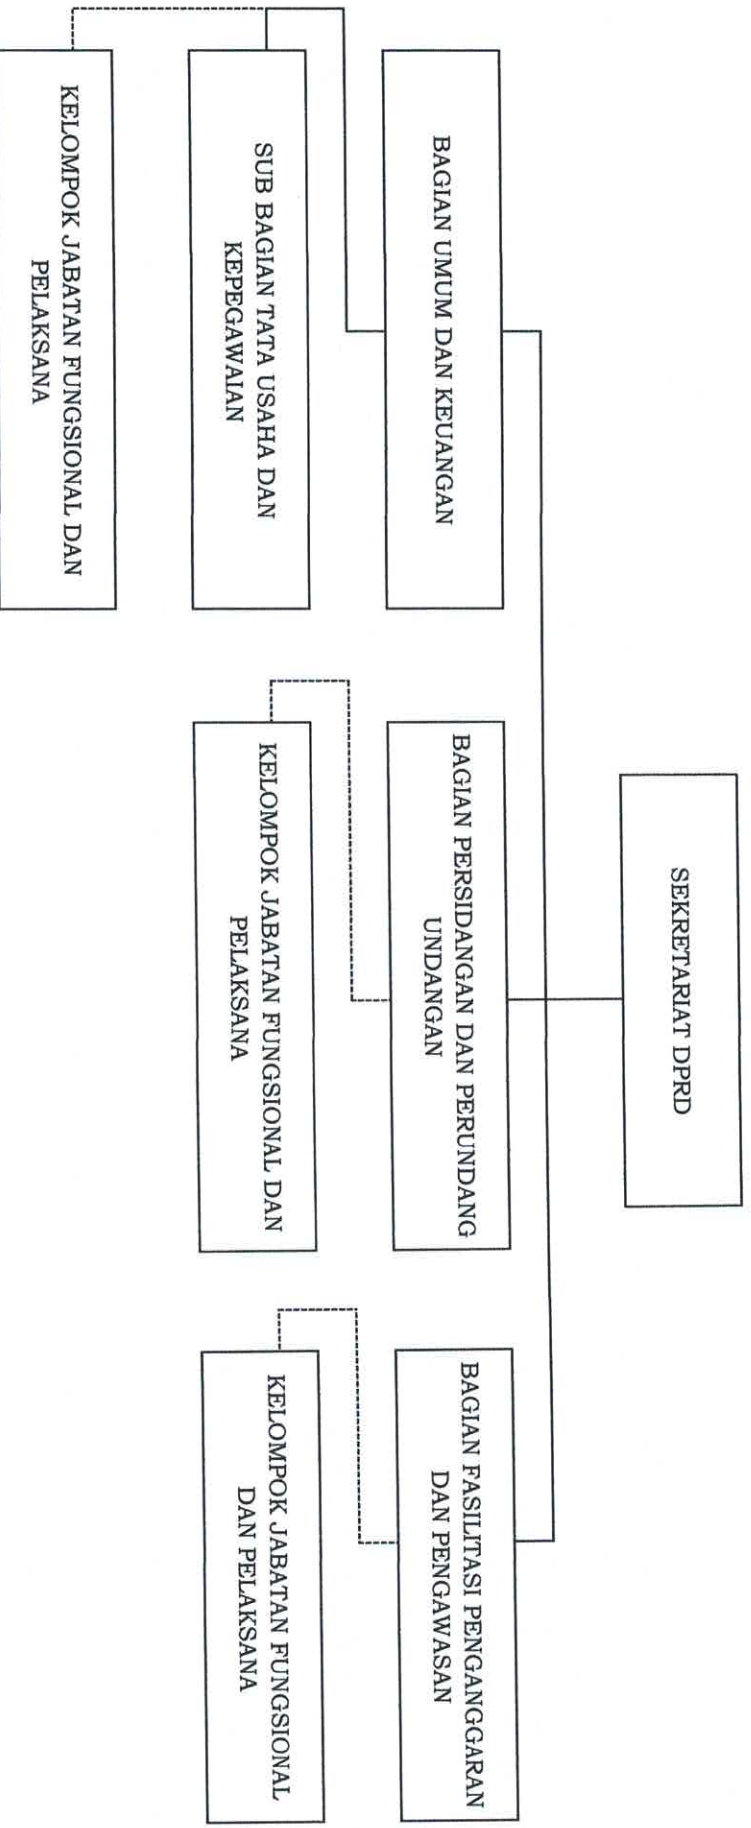 SEKRETARIAT DPRD
BAGIAN UMUM DAN KEUANGAN
BAGIAN PERSIDANGAN DAN PERUNDANG
UNDANGAN
BAGIAN FASILITASI PENGANGGARAN
DAN PENGAWASAN
SUB BAGIAN TATA USAHA DAN
KEPEGAWAIAN
KELOMPOK JABATAN FUNGSIONAL DAN
PELAKSANA
KELOMPOK JABATAN FUNGSIONAL
DAN PELAKSANA
KELOMPOK JABATAN FUNGSIONAL DAN
PELAKSANA